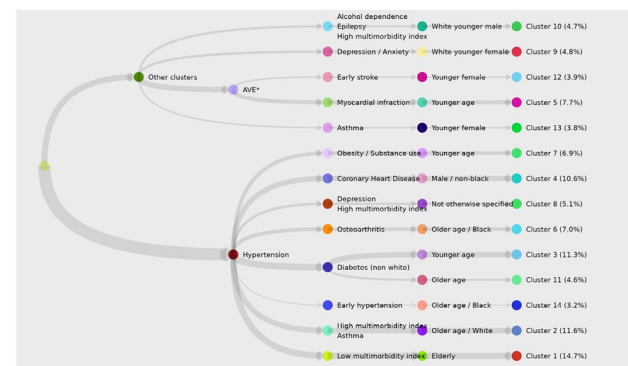 Alcohol dependence
Epilepsy
High multimorbidity index
White younger male
Cluster 10 (4.7%)
Depression / Anxiety
White younger female
Cluster 9 (4.8%)
Other clusters
Early stroke
Younger female
Cluster 12 (3.9%)
AVE*
Myocardial infraction
Younger age
Cluster 5 (7.7%)
Asthma
Younger female
Cluster 13 (3.8%)
Obesity / Substance use
Younger age
Cluster 7 (6.9%)
Coronary Heart Disease
Male / non-black
Cluster 4 (10.6%)
Depression
High multimorbidity index
Not otherwise specified
Cluster 8 (5.1%)
Osteoarthritis
Older age / Black
Cluster 6 (7.0%)
Hypertension
Younger age
Cluster 3 (11.3%)
Diabotos (non white)
Older age
Cluster 11 (4.6%)
Early hypertension
Older age / Black
Cluster 14 (3.2%)
High multimorbidity index
Asthma
Older age / White
Cluster 2 (11.6%)
Low multimorbidity index
Elderly
Cluster 1 (14.7%)